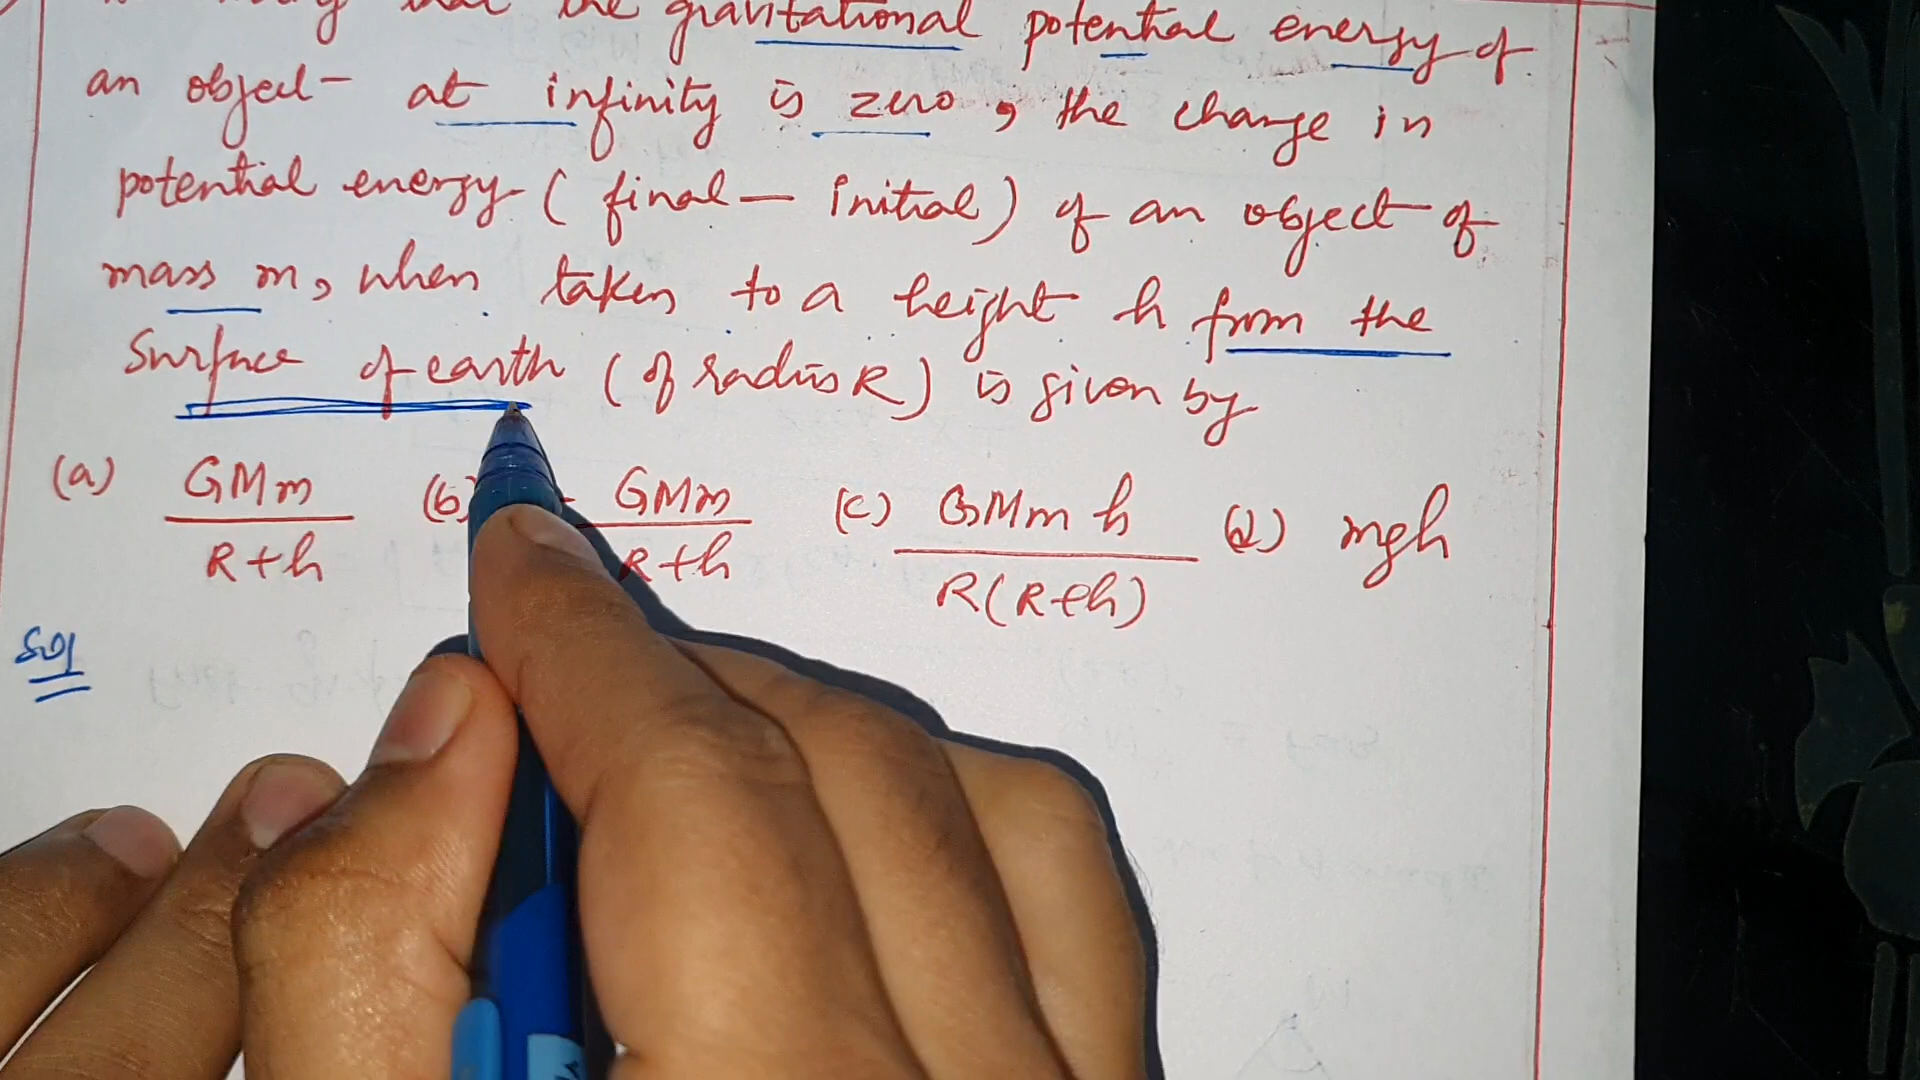 the gravitational potential energy of
an object at infinity is zero, the change in
potential energy (final - initial) of an object of
mass m, when taken to a height h from the
surface of earth (of radius R) is given by
(a) GMm / R+h (b) - GMm / R+h (c) GMm h / R(R+h) (d) mgh
Sol